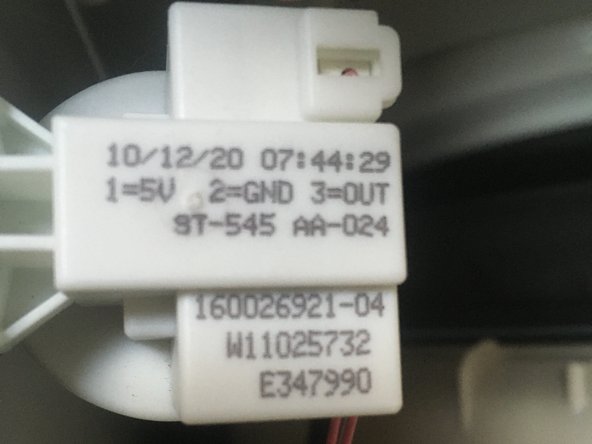 10/12/20 07:44:29
1=5V 2=GND 3=OUT
ST-545 AA-024
160026921-04
W11025732
E347990